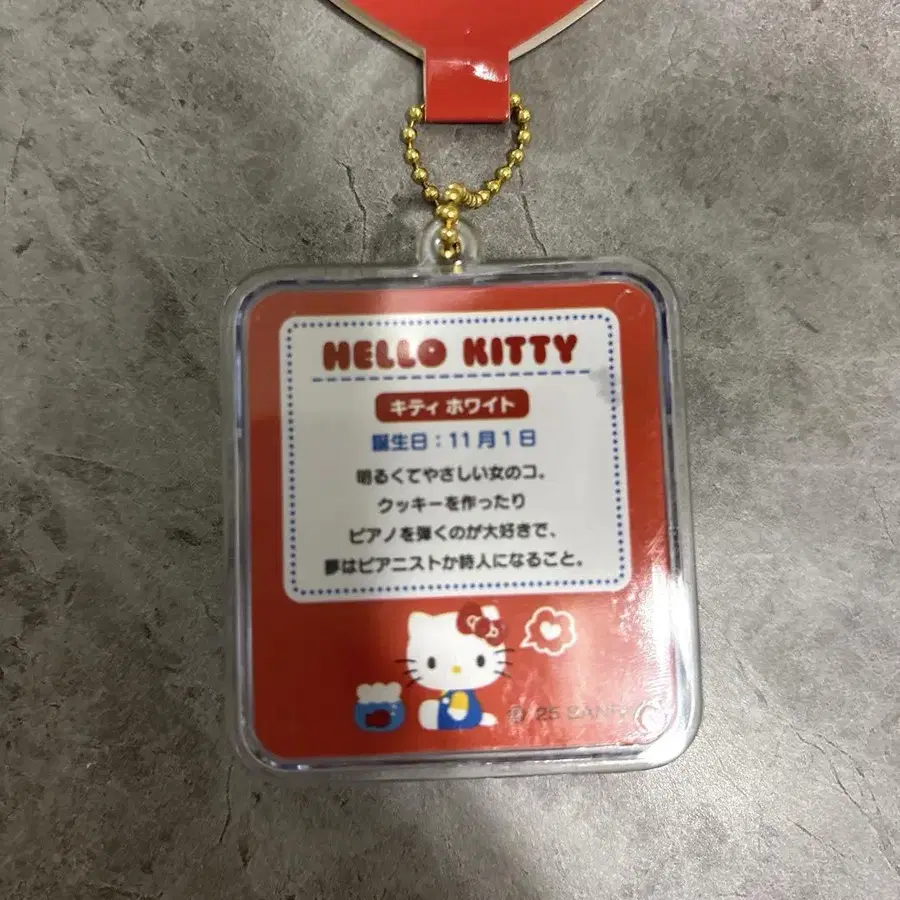 HELLO KITTY
キティ ホワイト
誕生日：11月1日
明るくてやさしい女のコ。
クッキーを作ったり
ピアノを弾くのが大好きで、
夢はピアニストか詩人になること。
© '25 SANRIO